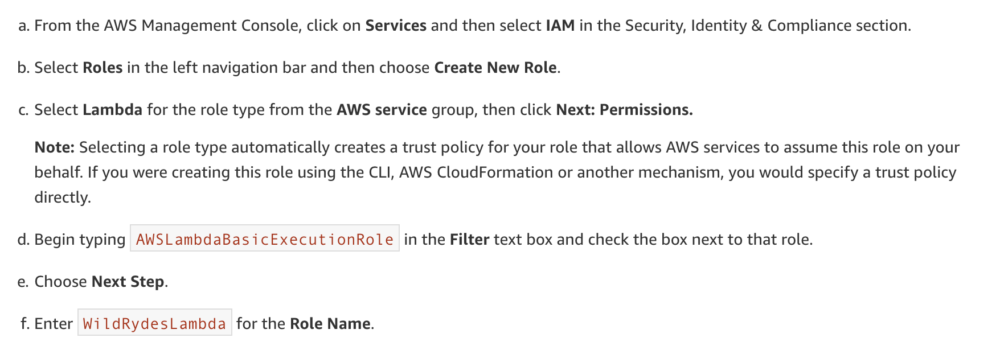 a. From the AWS Management Console, click on Services and then select IAM in the Security, Identity & Compliance section.
b. Select Roles in the left navigation bar and then choose Create New Role.
c. Select Lambda for the role type from the AWS service group, then click Next: Permissions.
Note: Selecting a role type automatically creates a trust policy for your role that allows AWS services to assume this role on your
behalf. If you were creating this role using the CLI, AWS CloudFormation or another mechanism, you would specify a trust policy
directly.
d. Begin typing AWSLambdaBasicExecutionRole in the Filter text box and check the box next to that role.
e. Choose Next Step.
f. Enter WildRydesLambda for the Role Name.